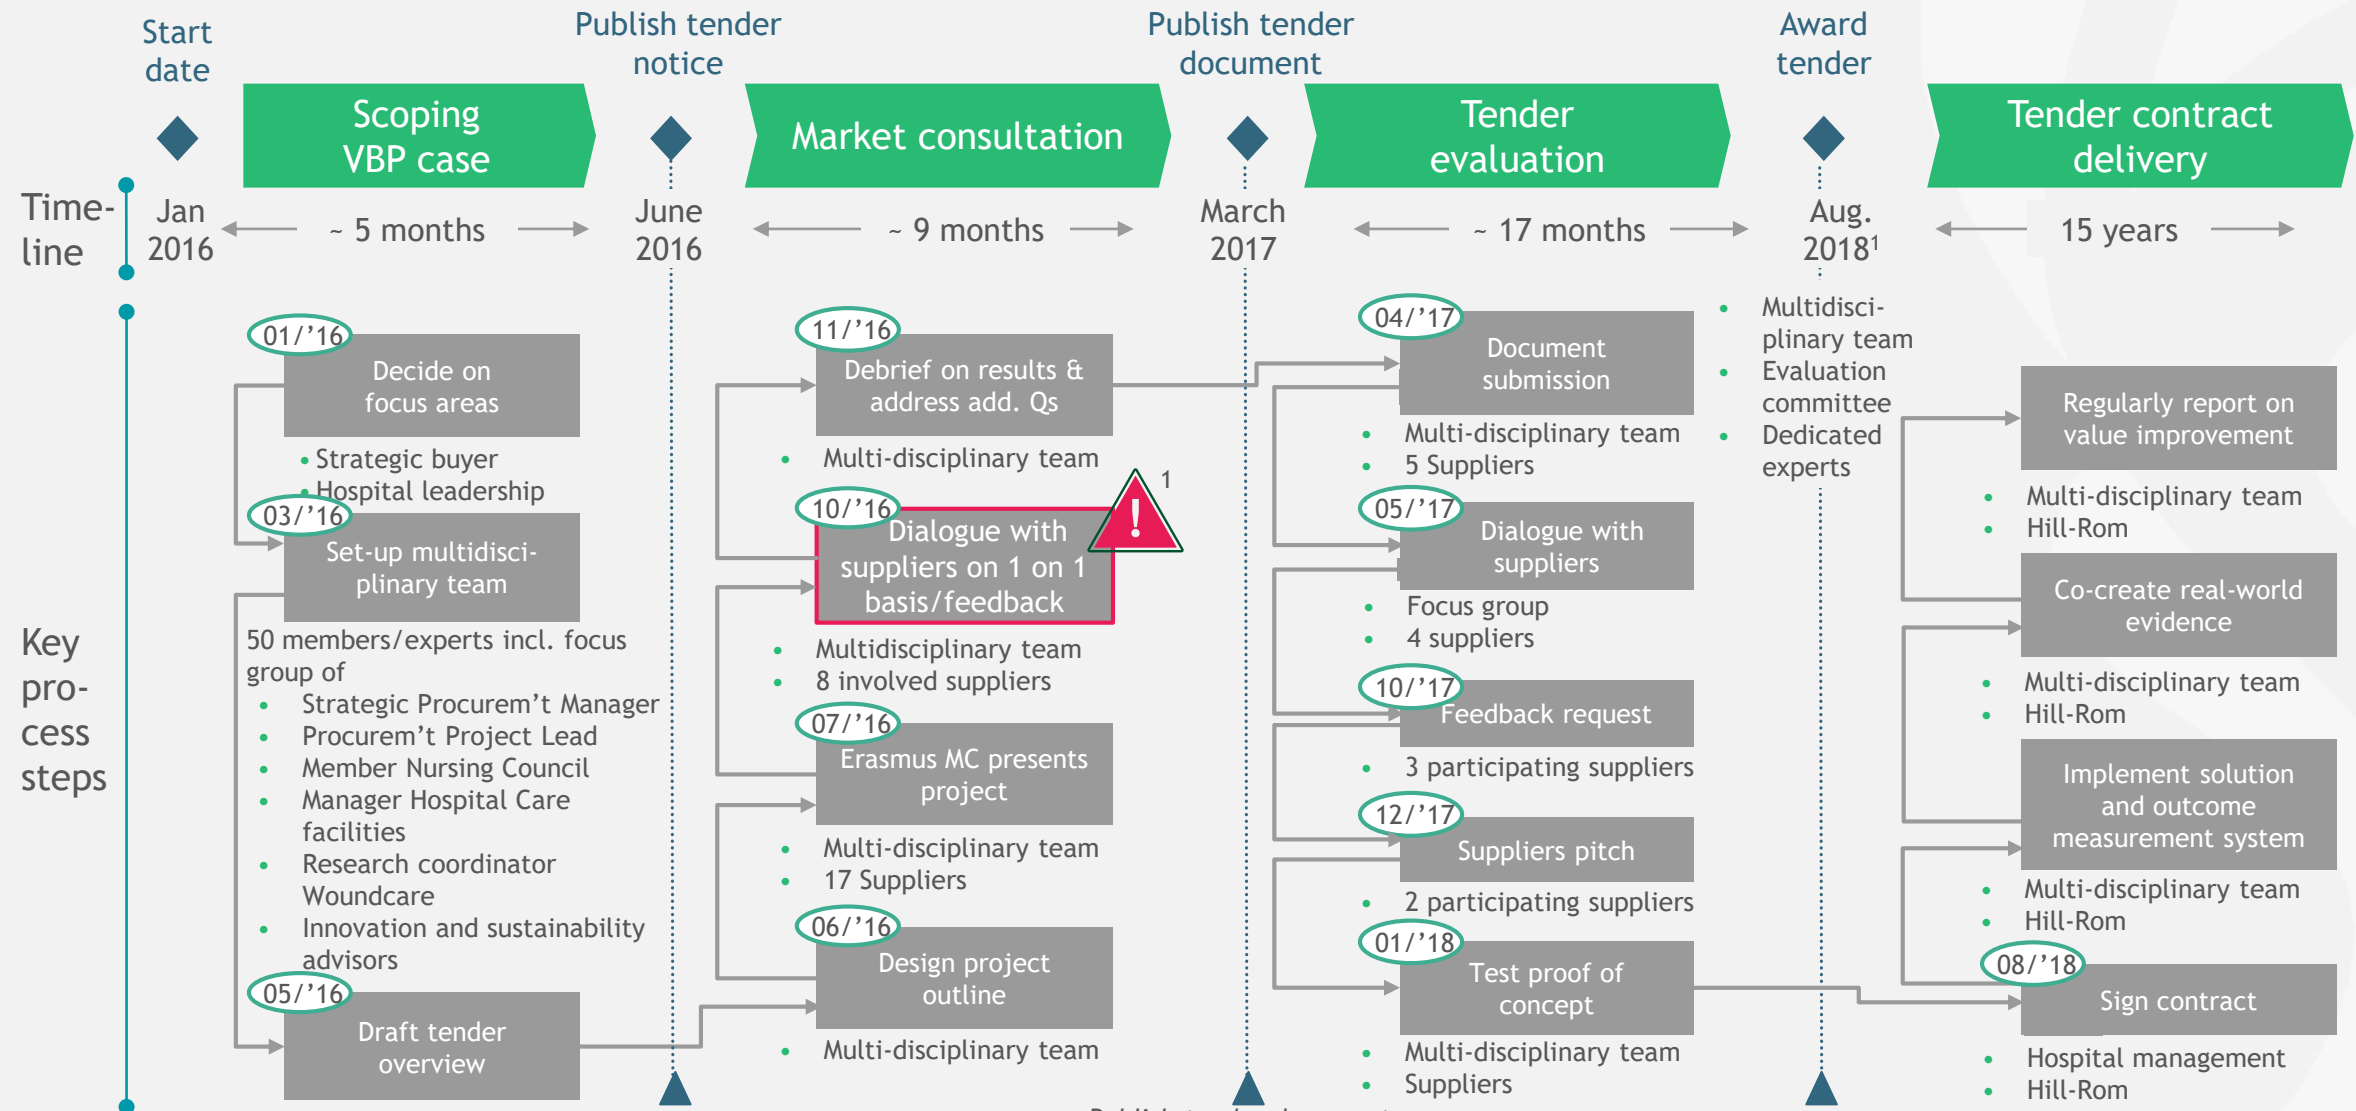 Start
date
Publish tender
notice
Publish tender
document
Award
tender
Scoping
VBP case
Market consultation
Tender
evaluation
Tender contract
delivery
Time-
line
Jan
2016
~ 5 months
June
2016
~ 9 months
March
2017
~ 17 months
Aug.
2018¹
15 years
Key
pro-
cess
steps
01/'16
Decide on
focus areas
• Strategic buyer
• Hospital leadership
03/'16
Set-up multidisci-
plinary team
50 members/experts incl. focus
group of
• Strategic Procurem't Manager
• Procurem't Project Lead
• Member Nursing Council
• Manager Hospital Care
facilities
• Research coordinator
Woundcare
• Innovation and sustainability
advisors
05/'16
Draft tender
overview
11/'16
Debrief on results &
address add. Qs
• Multi-disciplinary team
10/'16
Dialogue with
suppliers on 1 on 1
basis/feedback
! 1
• Multidisciplinary team
• 8 involved suppliers
07/'16
Erasmus MC presents
project
• Multi-disciplinary team
• 17 Suppliers
06/'16
Design project
outline
• Multi-disciplinary team
04/'17
Document
submission
• Multi-disciplinary team
• 5 Suppliers
05/'17
Dialogue with
suppliers
• Focus group
• 4 suppliers
10/'17
Feedback request
• 3 participating suppliers
12/'17
Suppliers pitch
• 2 participating suppliers
01/'18
Test proof of
concept
• Multi-disciplinary team
• Suppliers
• Multidisci-
plinary team
• Evaluation
committee
• Dedicated
experts
Regularly report on
value improvement
• Multi-disciplinary team
• Hill-Rom
Co-create real-world
evidence
• Multi-disciplinary team
• Hill-Rom
Implement solution
and outcome
measurement system
• Multi-disciplinary team
• Hill-Rom
08/'18
Sign contract
• Hospital management
• Hill-Rom